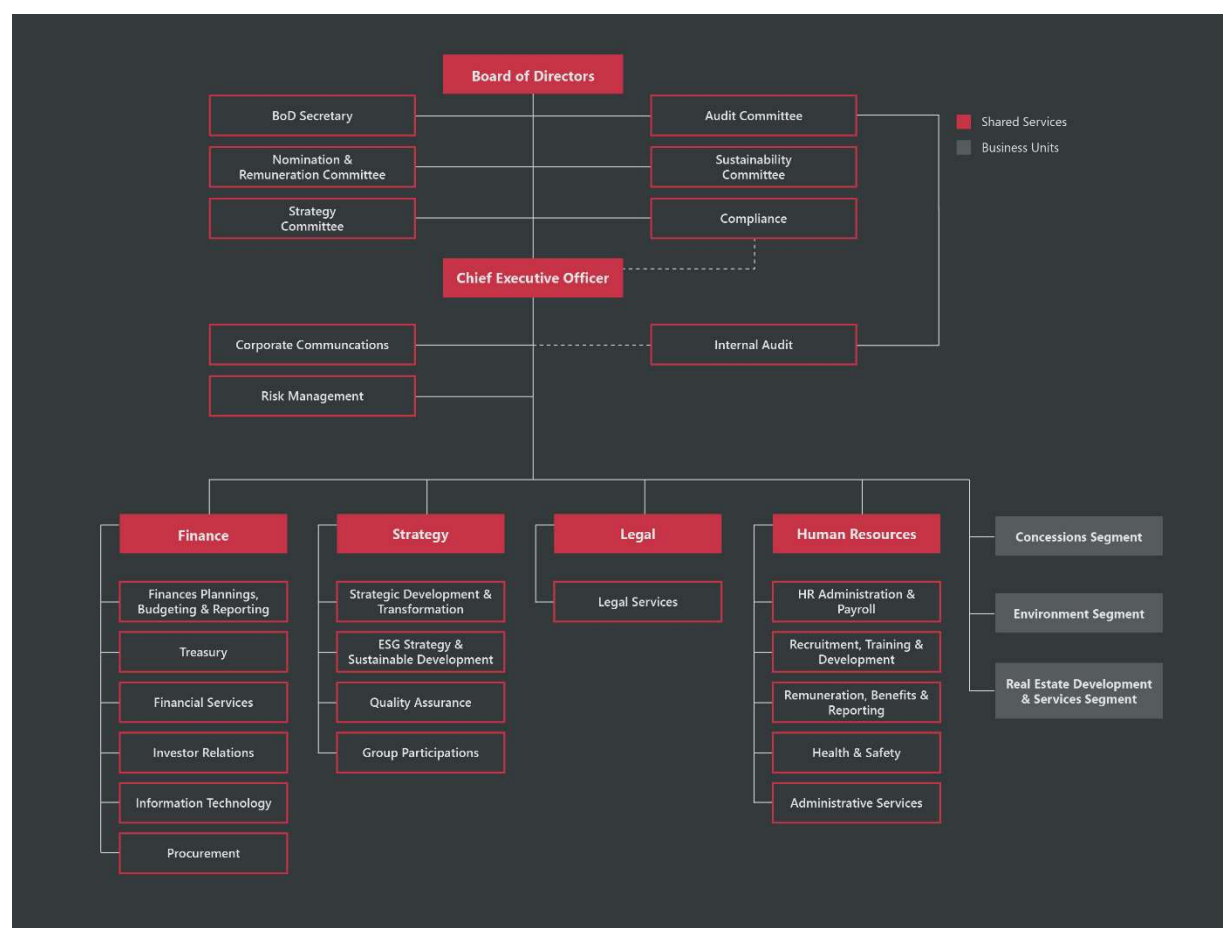 Board of Directors
BoD Secretary
Audit Committee
Shared Services
Business Units
Nomination &
Remuneration Committee
Sustainability
Committee
Strategy
Committee
Compliance
Chief Executive Officer
Corporate Communcations
Internal Audit
Risk Management
Finance
Finances Plannings,
Budgeting & Reporting
Treasury
Financial Services
Investor Relations
Information Technology
Procurement
Strategy
Strategic Development &
Transformation
ESG Strategy &
Sustainable Development
Quality Assurance
Group Participations
Legal
Legal Services
Human Resources
HR Administration &
Payroll
Recruitment, Training &
Development
Remuneration, Benefits &
Reporting
Health & Safety
Administrative Services
Concessions Segment
Environment Segment
Real Estate Development
& Services Segment